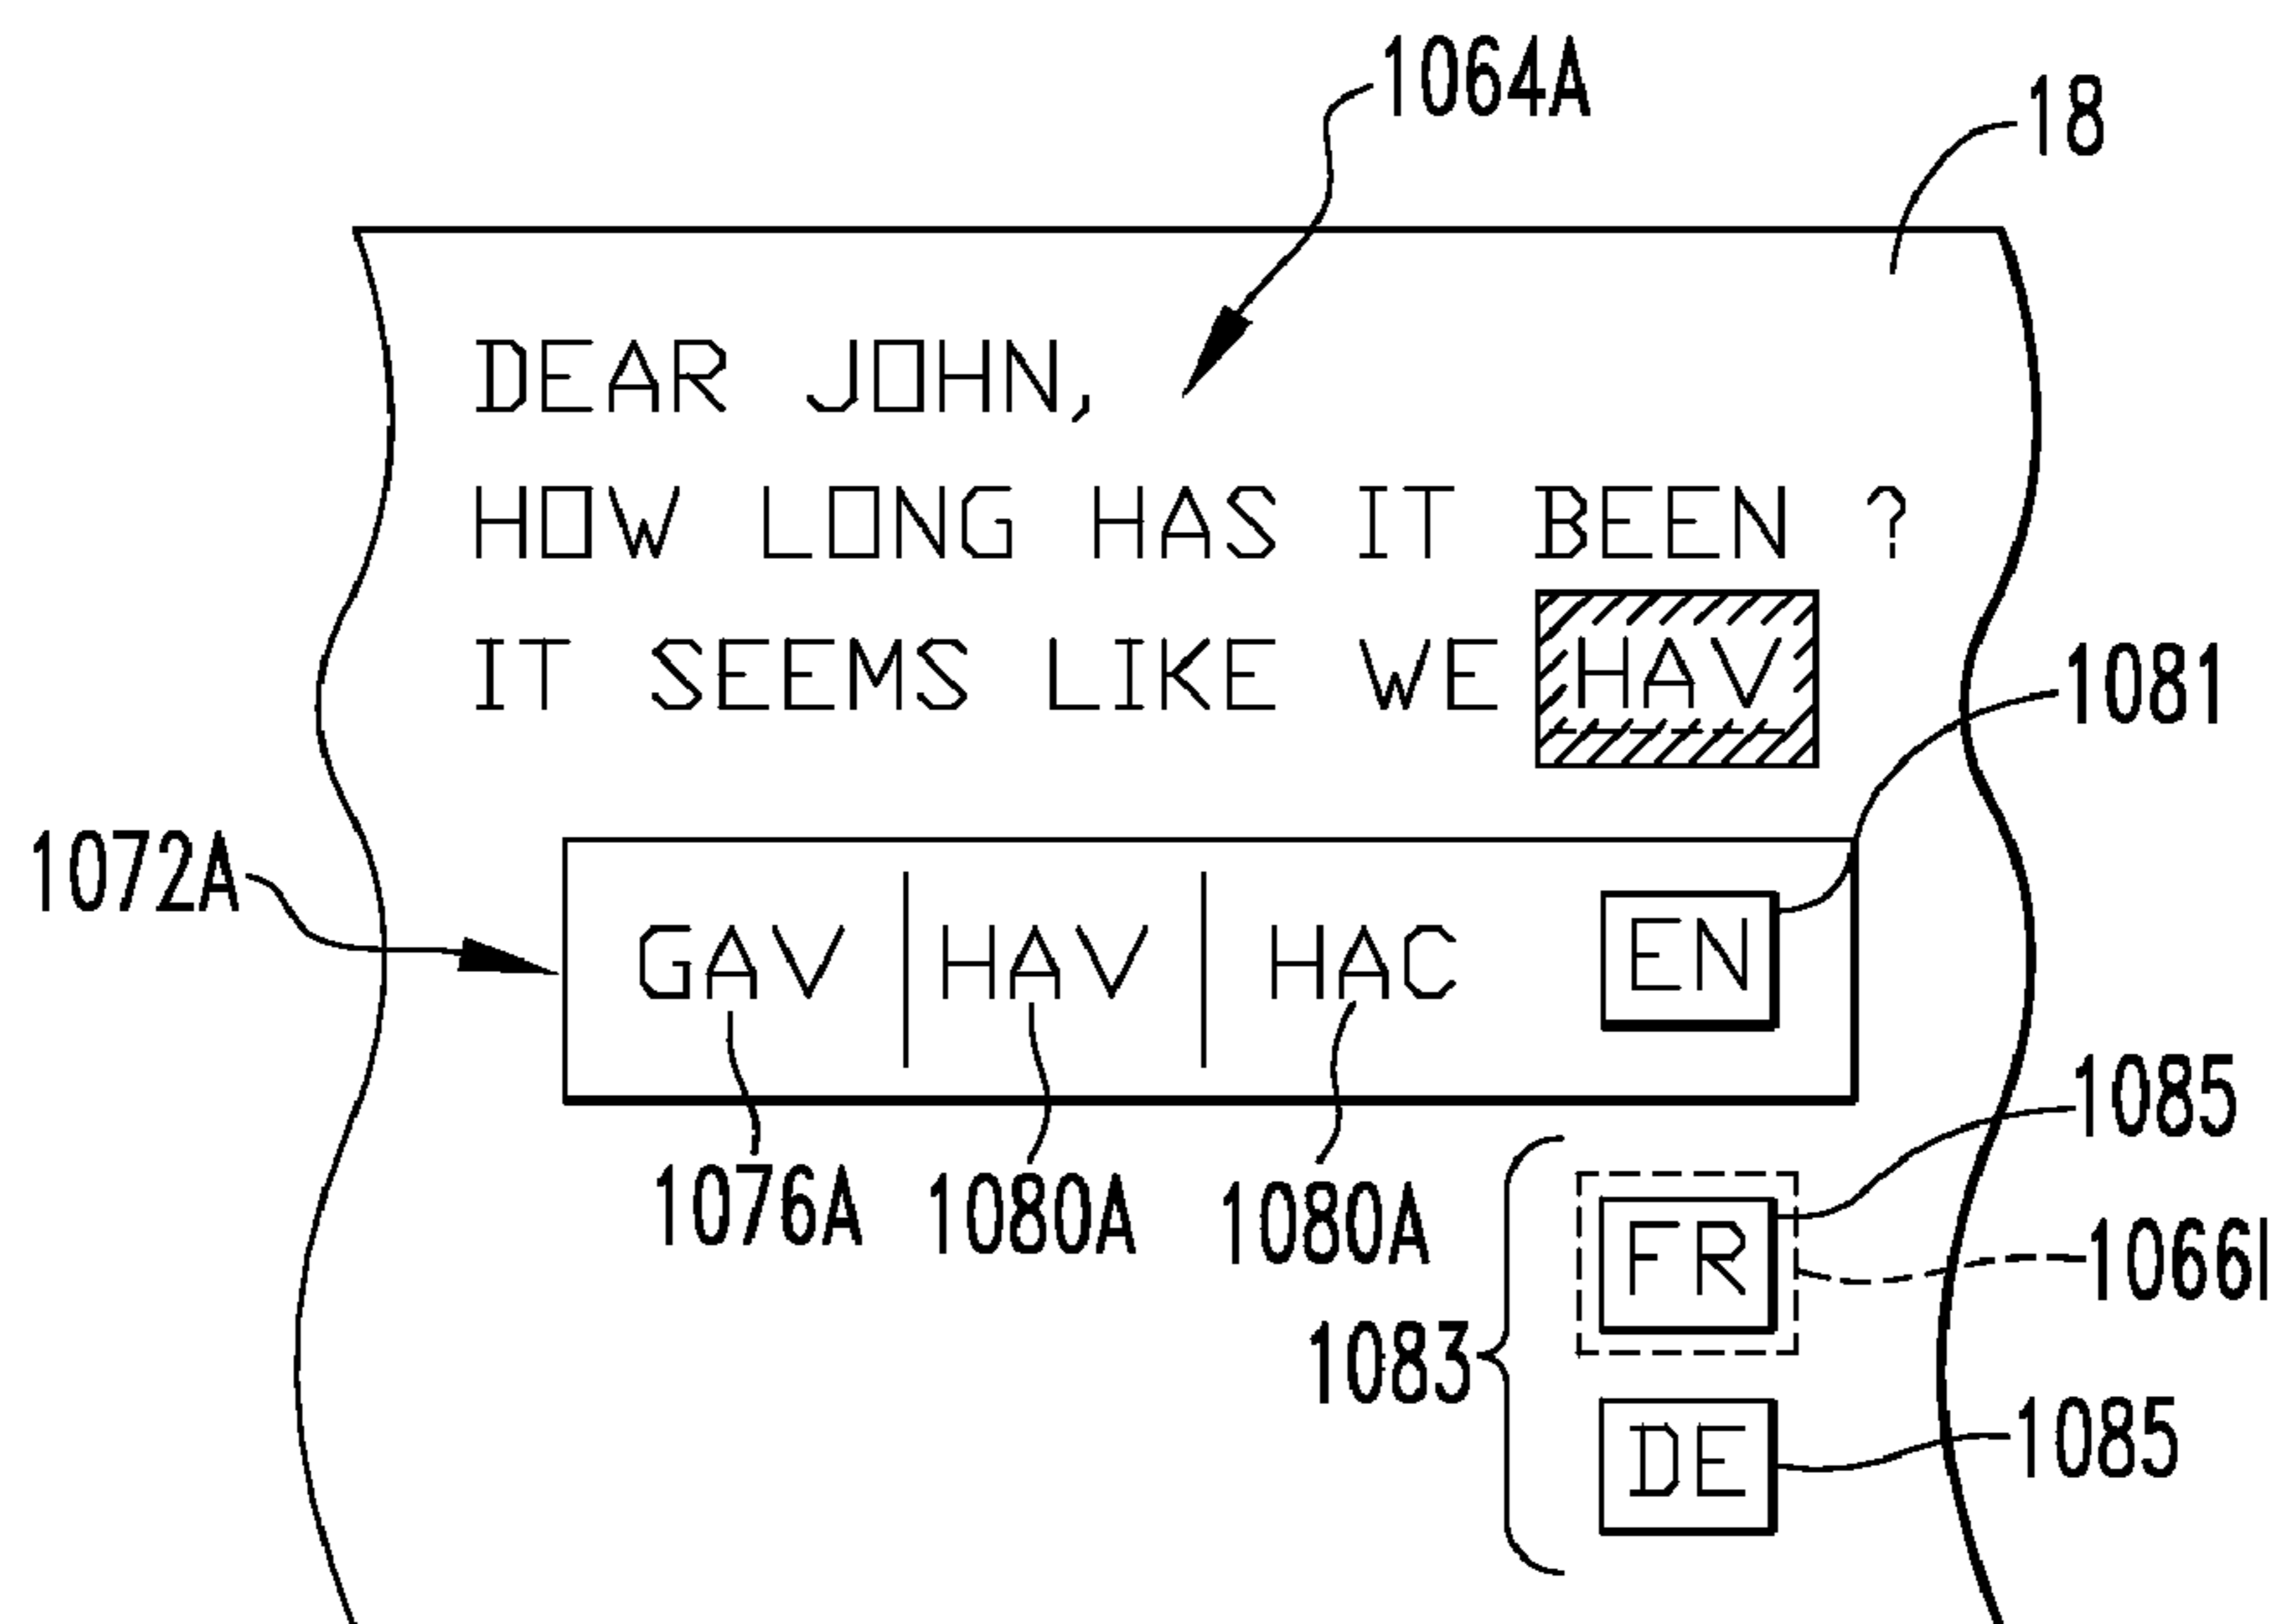 1064A
18
DEAR JOHN,
HOW LONG HAS IT BEEN ?
IT SEEMS LIKE WE HAV
1081
1072A
GAV HAV HAC EN
1085
1076A 1080A 1080A
FR
1066I
1083
DE
1085